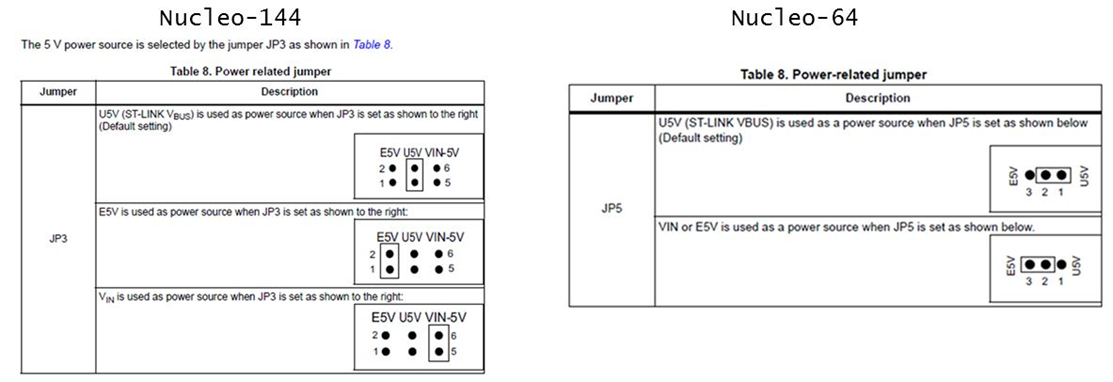 Nucleo-144
The 5 V power source is selected by the jumper JP3 as shown in Table 8.
Table 8. Power related jumper
Jumper Description
JP3
U5V (ST-LINK VBUS) is used as power source when JP3 is set as shown to the right
(Default setting)
E5V U5V VIN-5V
2 6
1 5
E5V is used as power source when JP3 is set as shown to the right:
E5V U5V VIN-5V
2 6
1 5
VIN is used as power source when JP3 is set as shown to the right:
E5V U5V VIN-5V
2 6
1 5
Nucleo-64
Table 8. Power-related jumper
Jumper Description
JP5
U5V (ST-LINK VBUS) is used as a power source when JP5 is set as shown below
(Default setting)
E5V U5V
3 2 1
VIN or E5V is used as a power source when JP5 is set as shown below.
E5V U5V
3 2 1